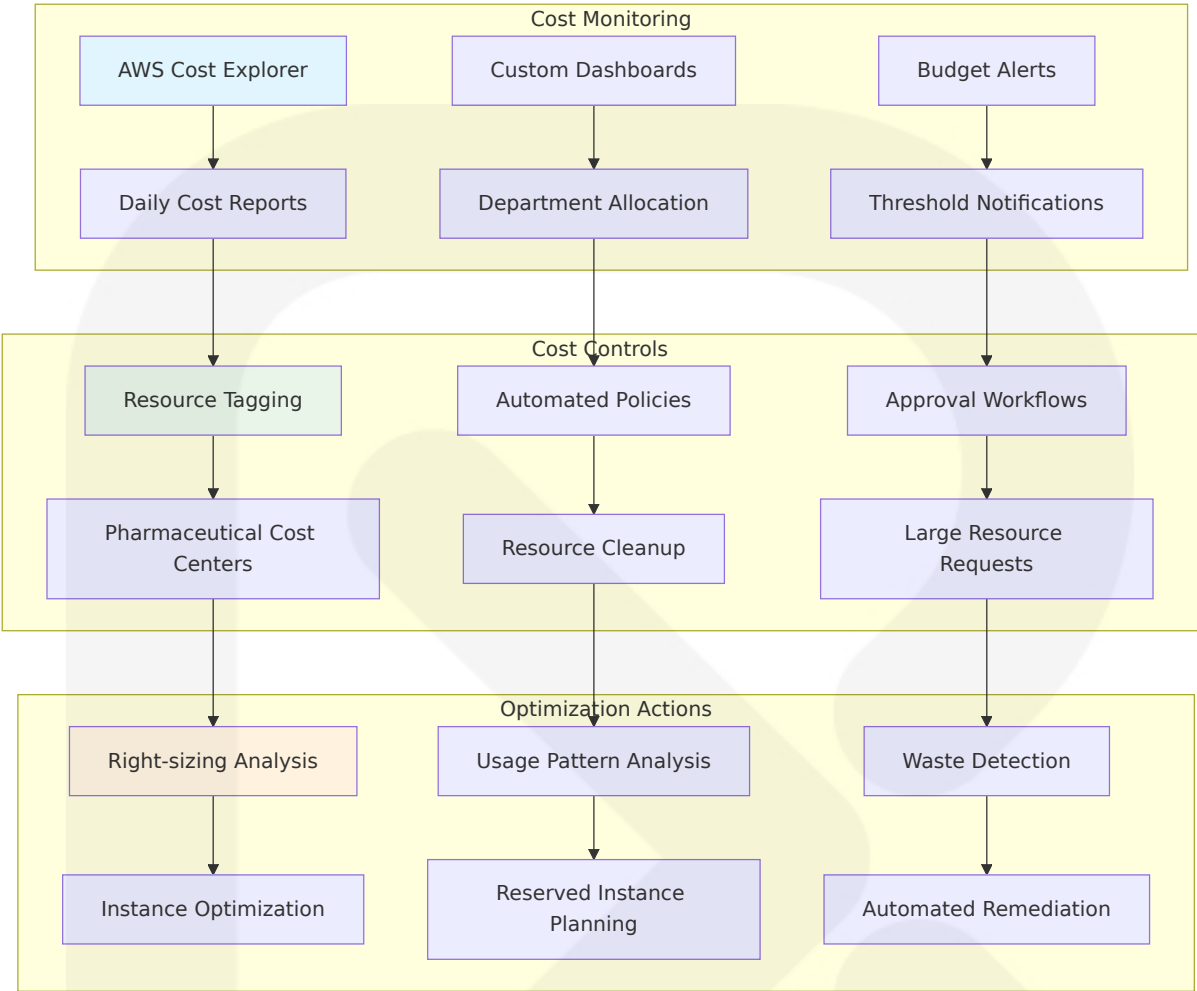 Cost Monitoring
AWS Cost Explorer
Custom Dashboards
Budget Alerts
Daily Cost Reports
Department Allocation
Threshold Notifications
Cost Controls
Resource Tagging
Automated Policies
Approval Workflows
Pharmaceutical Cost
Centers
Resource Cleanup
Large Resource
Requests
Optimization Actions
Right-sizing Analysis
Usage Pattern Analysis
Waste Detection
Instance Optimization
Reserved Instance
Planning
Automated Remediation